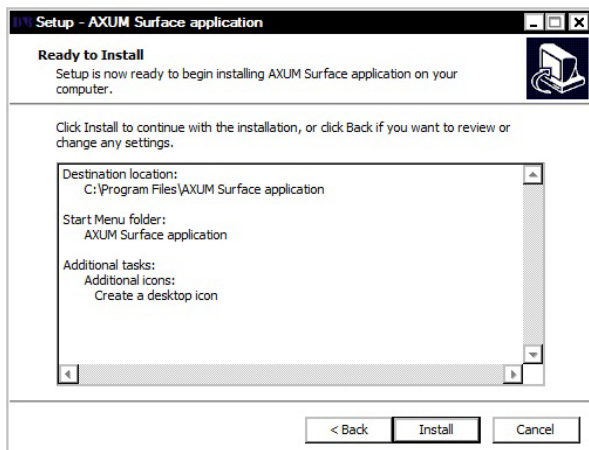 Setup - AXUM Surface application
Ready to Install
Setup is now ready to begin installing AXUM Surface application on your
computer.
Click Install to continue with the installation, or click Back if you want to review or
change any settings.
Destination location:
C:\Program Files\AXUM Surface application
Start Menu folder:
AXUM Surface application
Additional tasks:
Additional icons:
Create a desktop icon
< Back
Install
Cancel